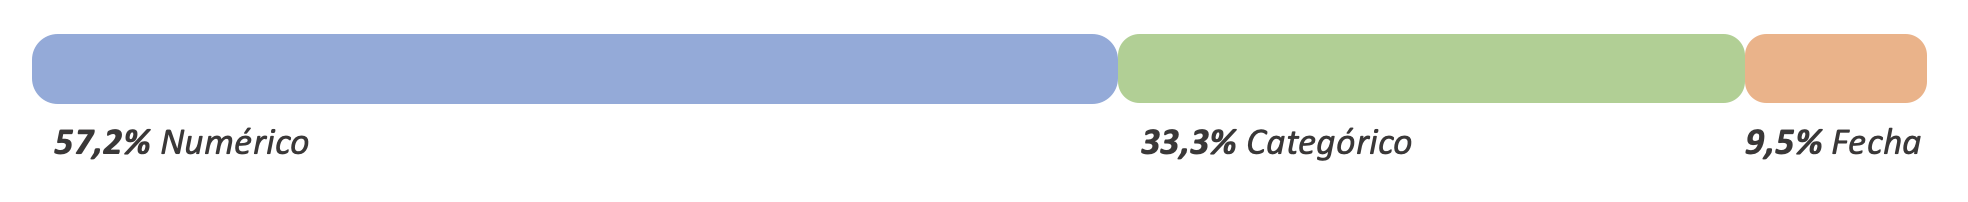 57,2% Numérico 33,3% Categórico 9,5% Fecha